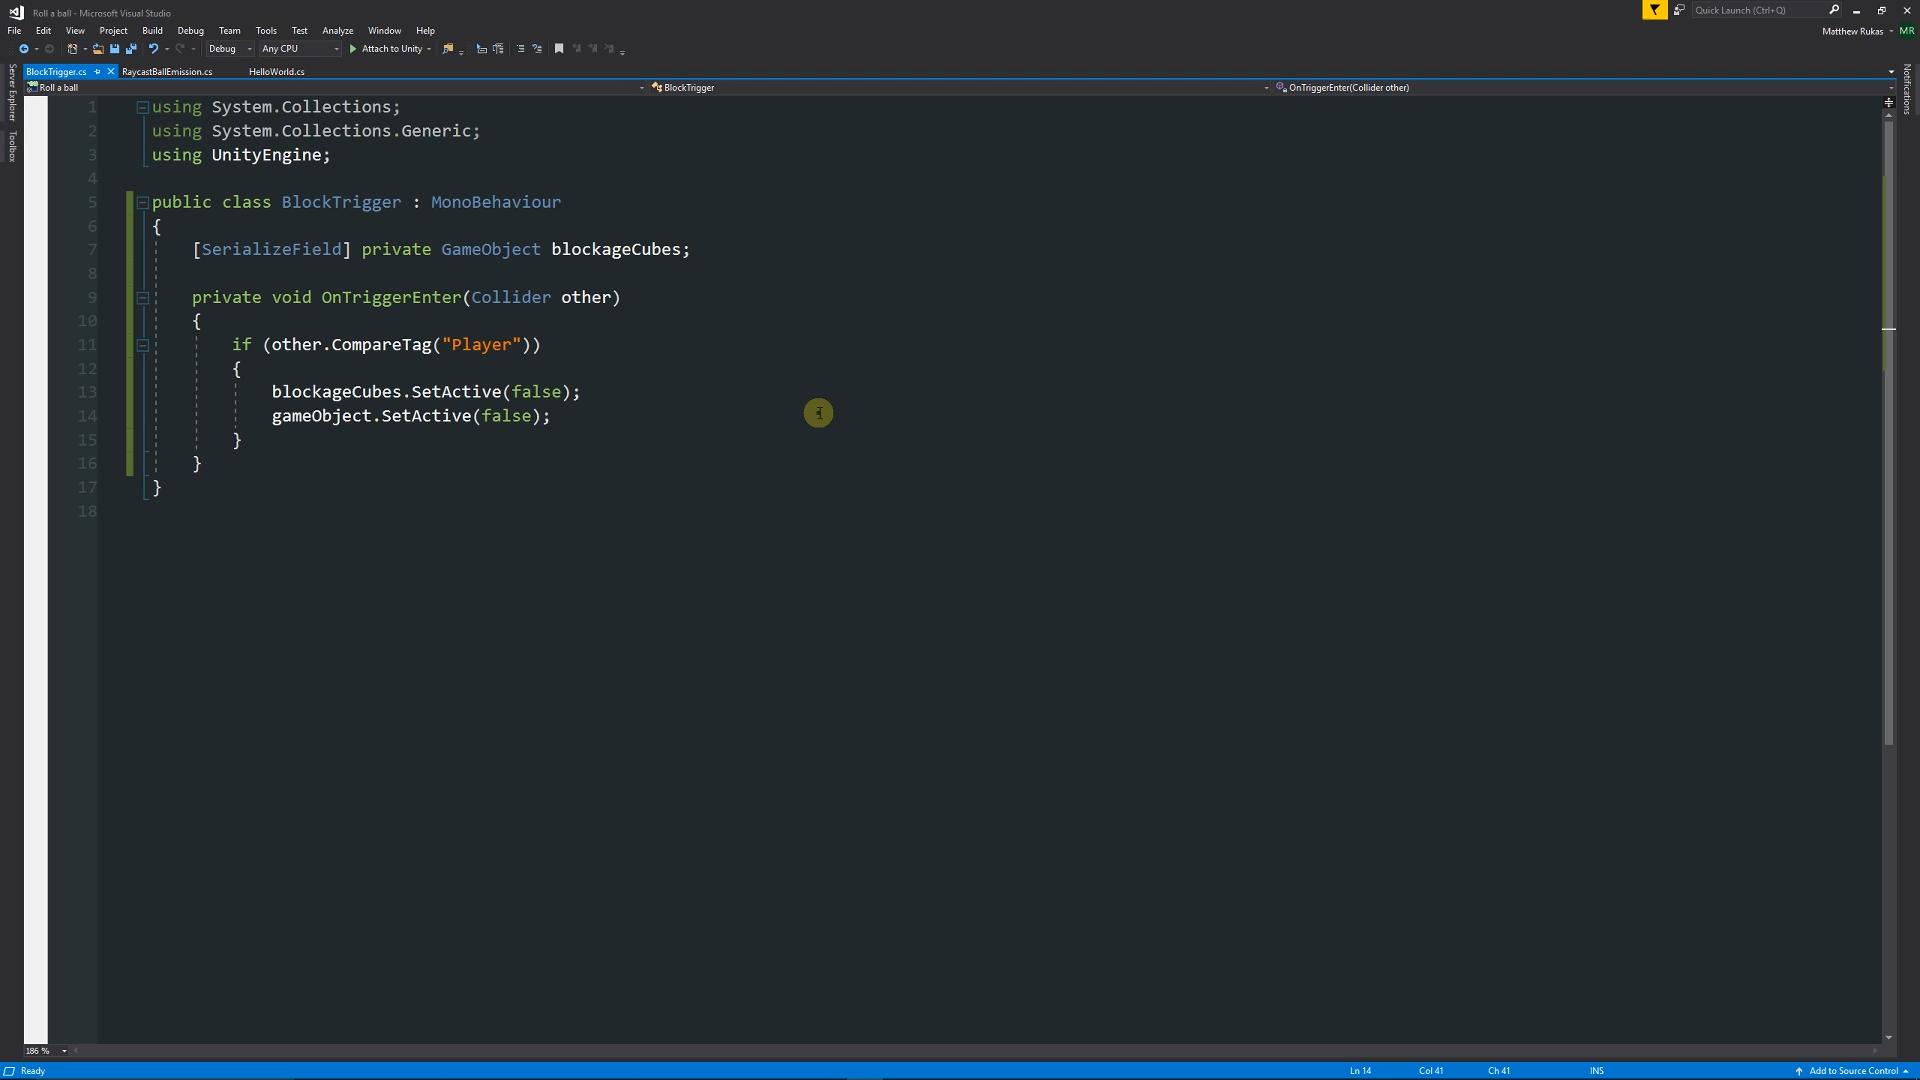 Roll a ball - Microsoft Visual Studio
Quick Launch (Ctrl+Q)
File Edit View Project Build Debug Team Tools Test Analyze Window Help
Matthew Rukas MR
Debug Any CPU Attach to Unity
BlockTrigger.cs RaycastBallEmission.cs HelloWorld.cs
Roll a ball BlockTrigger OnTriggerEnter(Collider other)
Server Explorer
Toolbox
Notifications
1 using System.Collections;
2 using System.Collections.Generic;
3 using UnityEngine;
4
5 public class BlockTrigger : MonoBehaviour
6 {
7 [SerializeField] private GameObject blockageCubes;
8
9 private void OnTriggerEnter(Collider other)
10 {
11 if (other.CompareTag("Player"))
12 {
13 blockageCubes.SetActive(false);
14 gameObject.SetActive(false);
15 }
16 }
17 }
18
186 %
Ready Ln 14 Col 41 Ch 41 INS Add to Source Control